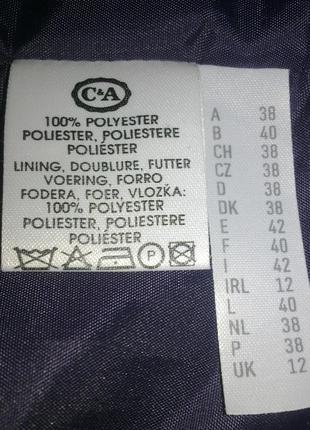 C&A
100% POLYESTER
POLIESTER, POLIESTERE
POLIÉSTER
LINING, DOUBLURE, FUTTER
VOERING, FORRO
FODERA, FOER, VLOZKA:
100% POLYESTER
POLIESTER, POLIESTERE
POLIÉSTER
P
A 38
B 40
CH 38
CZ 38
D 38
DK 38
E 42
F 40
I 42
IRL 12
L 40
NL 38
P 38
UK 12